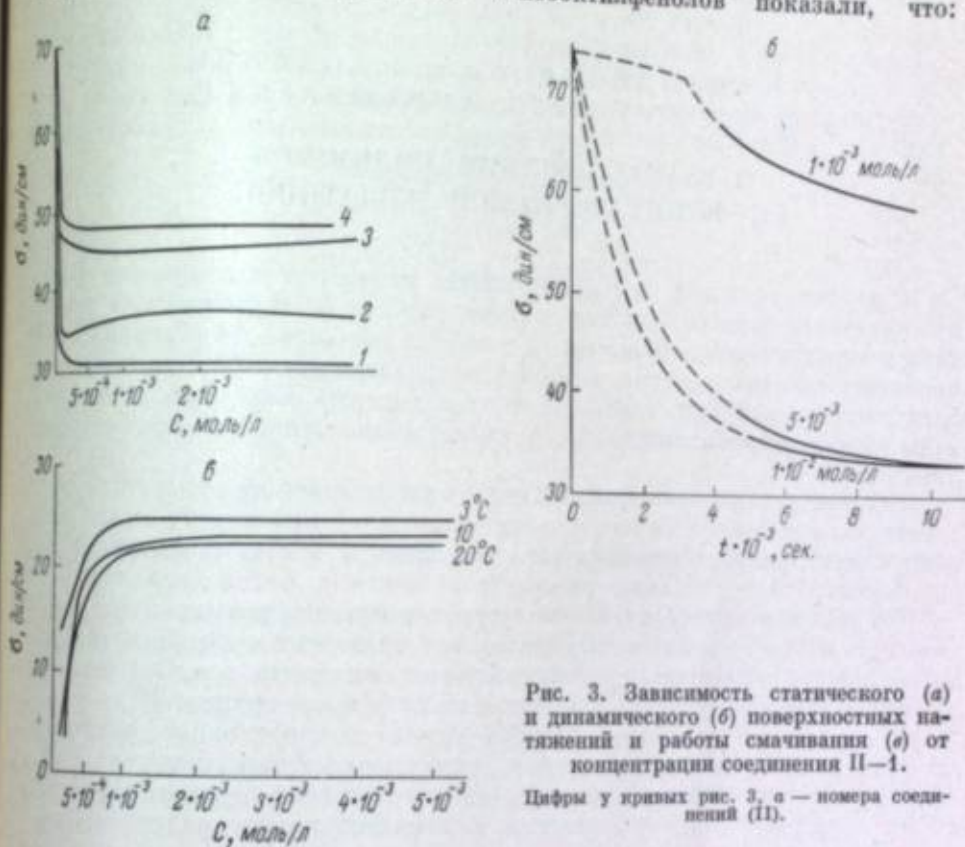 показали, что:
а
70
60
50
40
30
σ, дин/см
4
3
2
1
5·10⁻⁴ 1·10⁻³ 2·10⁻³
C, моль/л
б
70
60
50
40
30
σ, дин/см
1·10⁻³ моль/л
5·10⁻³
1·10⁻² моль/л
0 2 4 6 8 10
t·10⁻³, сек.
в
30
20
10
0
σ, дин/см
3°C
10
20°C
5·10⁻⁴ 1·10⁻³ 2·10⁻³ 3·10⁻³ 4·10⁻³ 5·10⁻³
C, моль/л
Рис. 3. Зависимость статического (а)
и динамического (б) поверхностных на-
тяжений и работы смачивания (в) от
концентрации соединения II—1.
Цифры у кривых рис. 3, а — номера соеди-
нений (II).